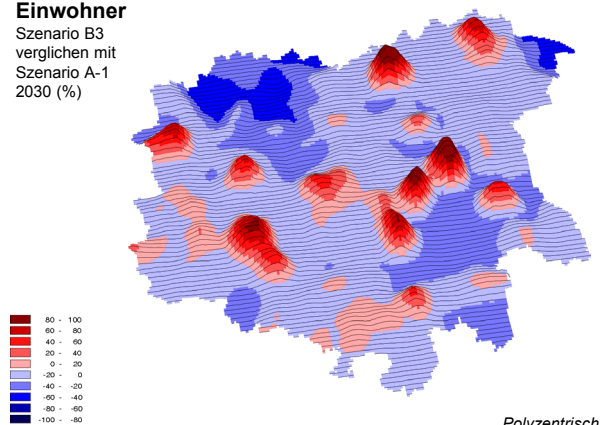 Einwohner
Szenario B3
verglichen mit
Szenario A-1
2030 (%)
80 - 100
60 - 80
40 - 60
20 - 40
0 - 20
-20 - 0
-40 - -20
-60 - -40
-80 - -60
-100 - -80
Polyzentrisch